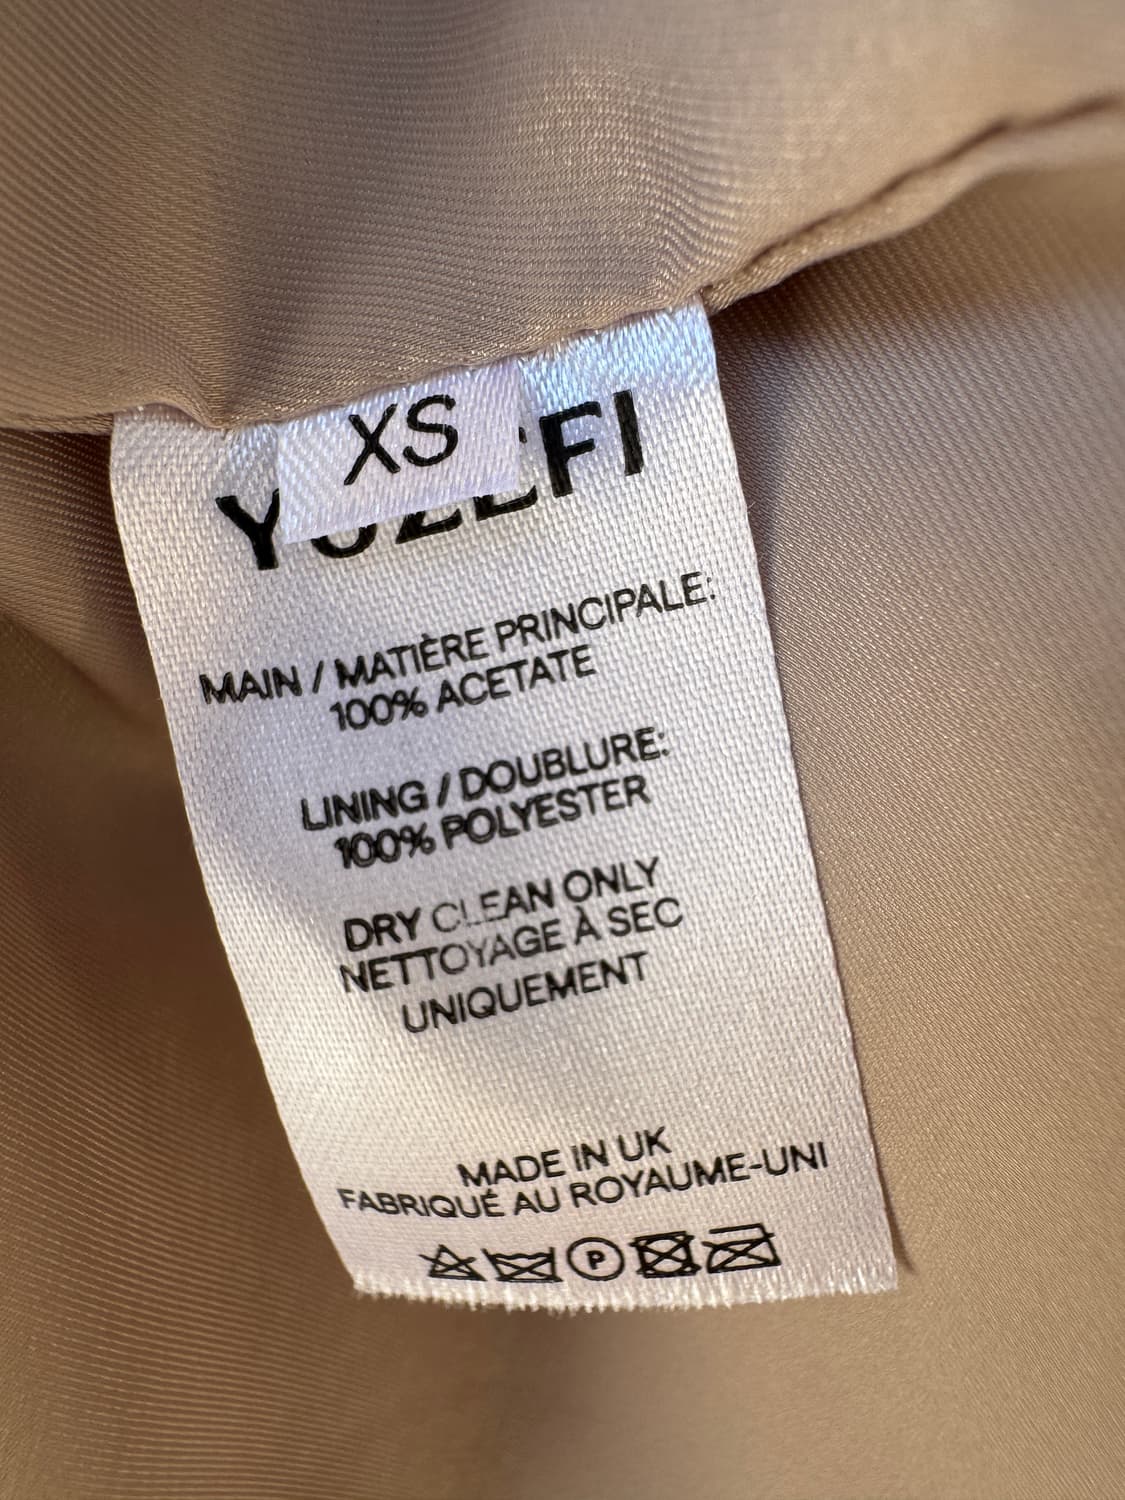 XS
YUZEFI
MAIN / MATIÈRE PRINCIPALE:
100% ACETATE
LINING / DOUBLURE:
100% POLYESTER
DRY CLEAN ONLY
NETTOYAGE À SEC
UNIQUEMENT
MADE IN UK
FABRIQUÉ AU ROYAUME-UNI
P